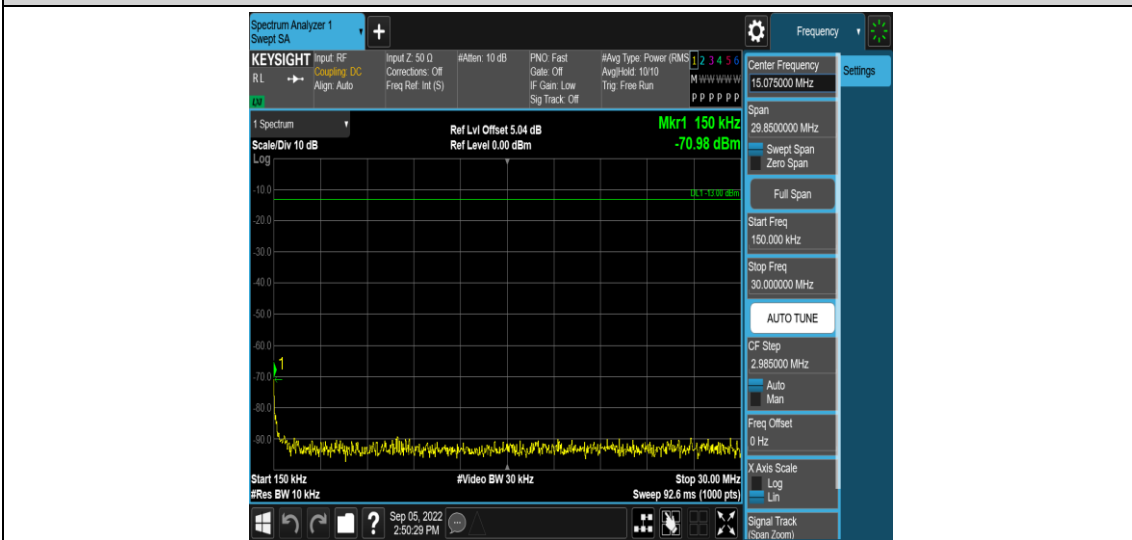 Spectrum Analyzer 1
Swept SA
+
Frequency
KEYSIGHT
RL
LXI
Input: RF
Coupling: DC
Align: Auto
Input Z: 50 Ω
Corrections: Off
Freq Ref: Int (S)
#Atten: 10 dB
PNO: Fast
Gate: Off
IF Gain: Low
Sig Track: Off
#Avg Type: Power (RMS
Avg|Hold: 10/10
Trig: Free Run
1 2 3 4 5 6
M W W W W W
P P P P P P
1 Spectrum
Scale/Div 10 dB
Log
Ref Lvl Offset 5.04 dB
Ref Level 0.00 dBm
Mkr1 150 kHz
-70.98 dBm
DL1 -13.00 dBm
-10.0
-20.0
-30.0
-40.0
-50.0
-60.0
1
-70.0
-80.0
-90.0
Start 150 kHz
#Video BW 30 kHz
Stop 30.00 MHz
#Res BW 10 kHz
Sweep 92.6 ms (1000 pts)
?
Sep 05, 2022
2:50:29 PM
Center Frequency
15.075000 MHz
Settings
Span
29.8500000 MHz
Swept Span
Zero Span
Full Span
Start Freq
150.000 kHz
Stop Freq
30.000000 MHz
AUTO TUNE
CF Step
2.985000 MHz
Auto
Man
Freq Offset
0 Hz
X Axis Scale
Log
Lin
Signal Track
(Span Zoom)